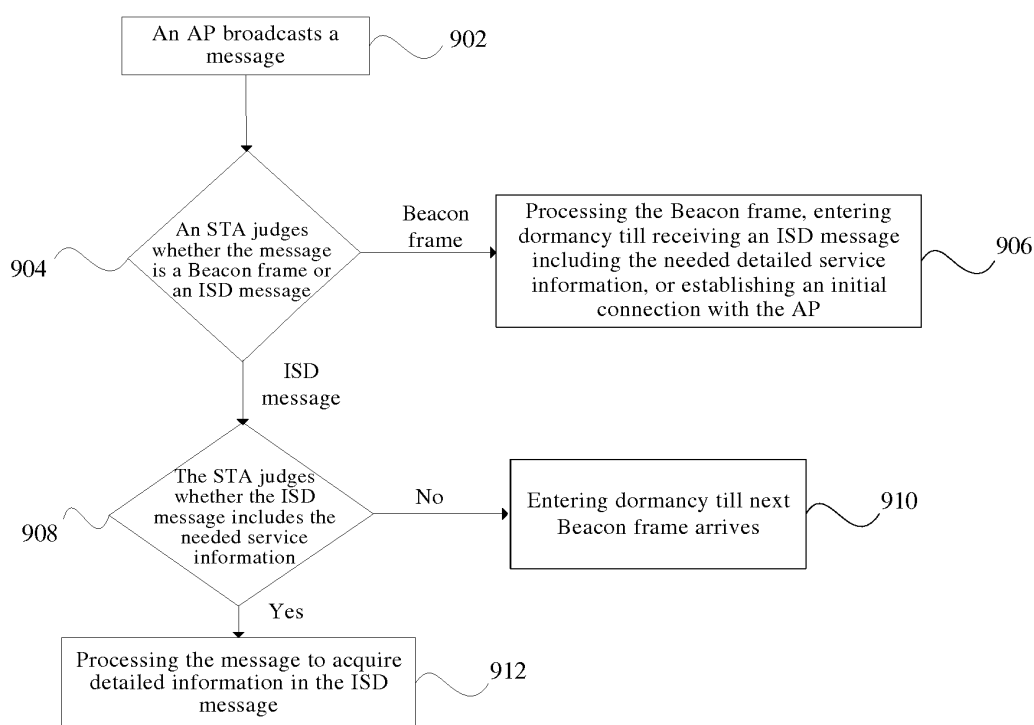 An AP broadcasts a
message
902
An STA judges
whether the message
is a Beacon frame or
an ISD message
904
Beacon
frame
Processing the Beacon frame, entering
dormancy till receiving an ISD message
including the needed detailed service
information, or establishing an initial
connection with the AP
906
ISD
message
The STA judges
whether the ISD
message includes the
needed service
information
908
No
Entering dormancy till next
Beacon frame arrives
910
Yes
Processing the message to acquire
detailed information in the ISD
message
912